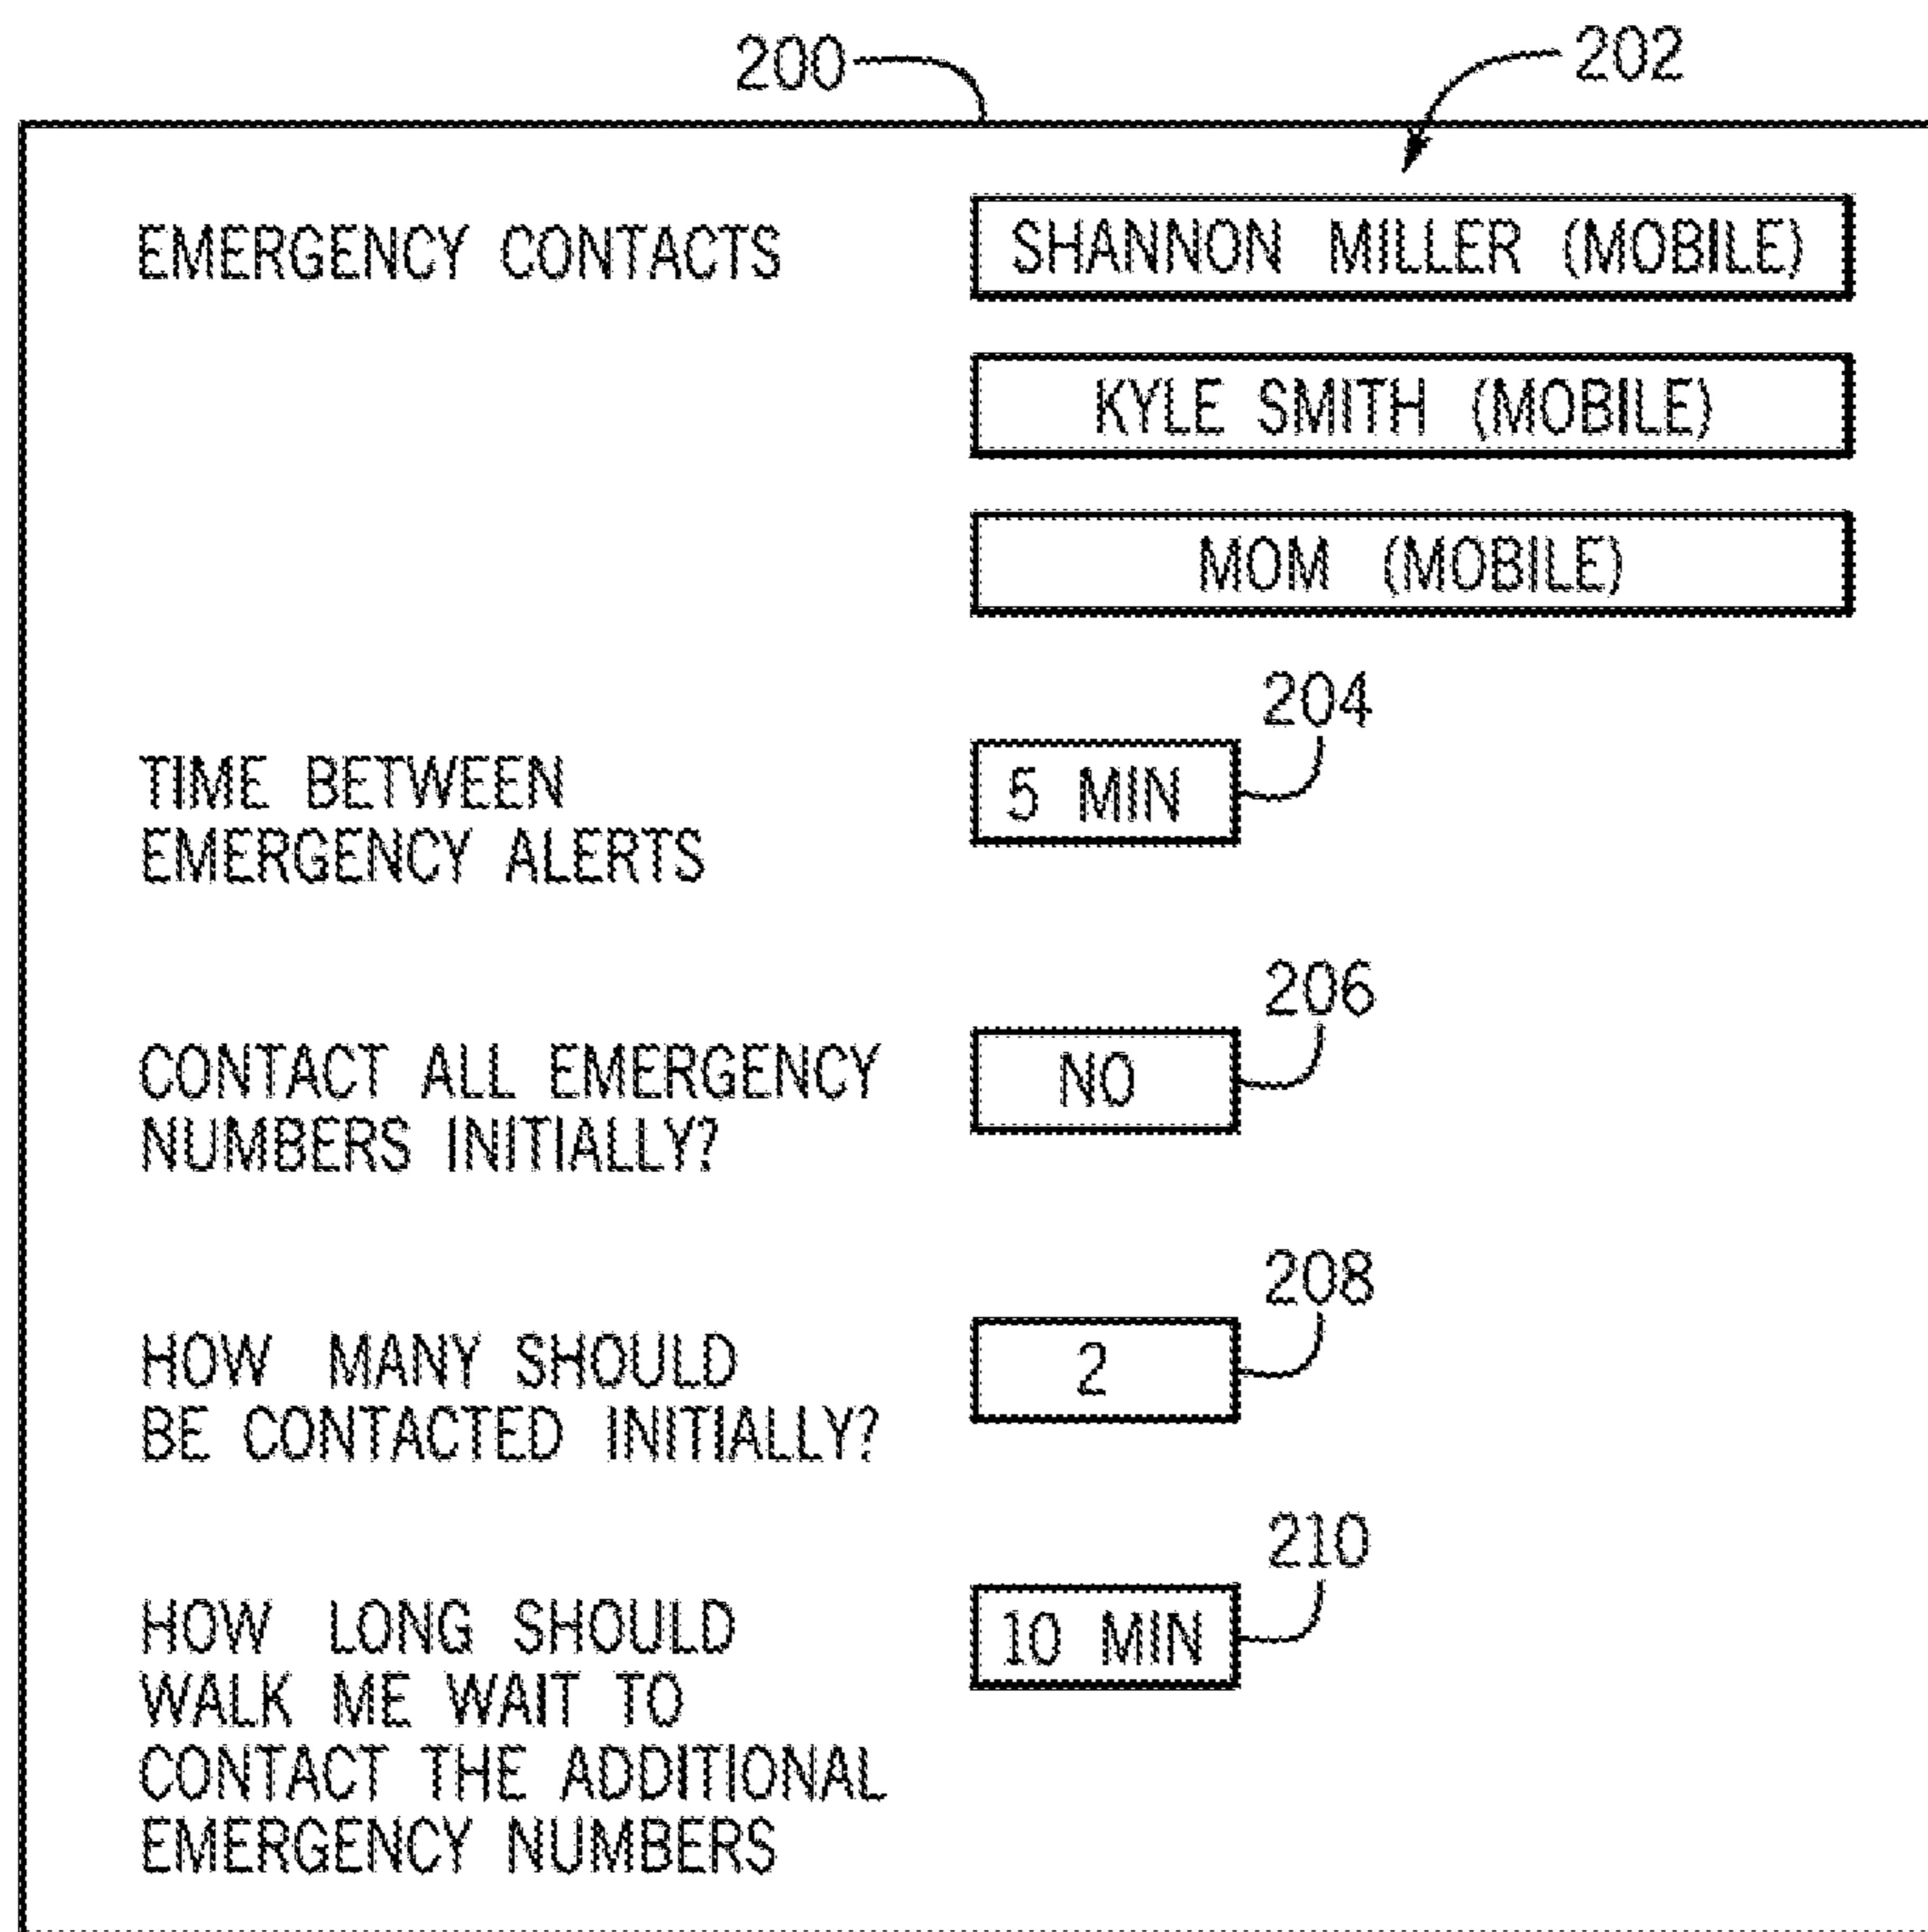 200 202
EMERGENCY CONTACTS SHANNON MILLER (MOBILE)
KYLE SMITH (MOBILE)
MOM (MOBILE)
204
TIME BETWEEN 5 MIN
EMERGENCY ALERTS
206
CONTACT ALL EMERGENCY NO
NUMBERS INITIALLY?
208
HOW MANY SHOULD 2
BE CONTACTED INITIALLY?
210
HOW LONG SHOULD 10 MIN
WALK ME WAIT TO
CONTACT THE ADDITIONAL
EMERGENCY NUMBERS